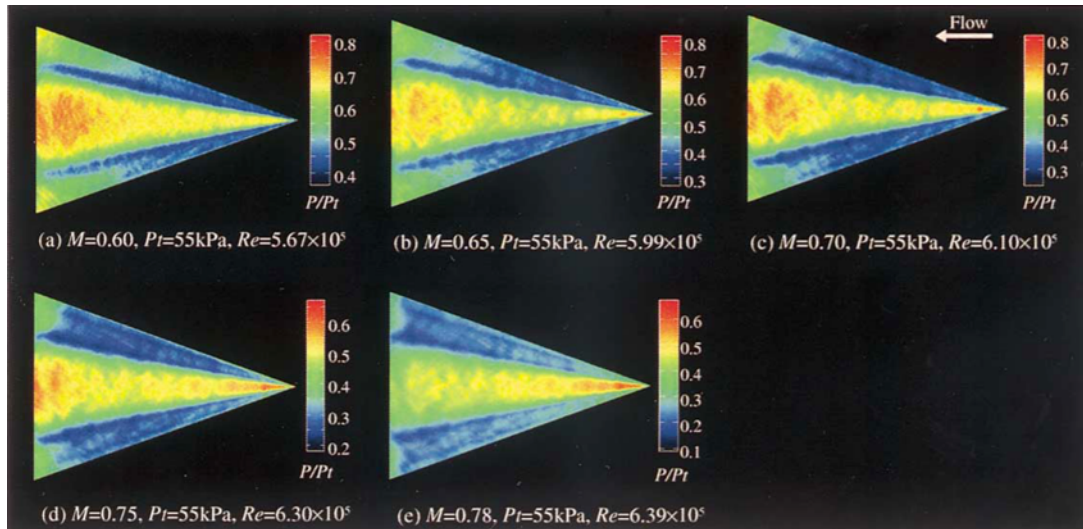 Flow
0.8
0.7
0.6
0.5
0.4
P/Pt
(a) M=0.60, Pt=55kPa, Re=5.67×10⁵
0.8
0.7
0.6
0.5
0.4
0.3
P/Pt
(b) M=0.65, Pt=55kPa, Re=5.99×10⁵
0.8
0.7
0.6
0.5
0.4
0.3
P/Pt
(c) M=0.70, Pt=55kPa, Re=6.10×10⁵
0.6
0.5
0.4
0.3
0.2
P/Pt
(d) M=0.75, Pt=55kPa, Re=6.30×10⁵
0.6
0.5
0.4
0.3
0.2
0.1
P/Pt
(e) M=0.78, Pt=55kPa, Re=6.39×10⁵